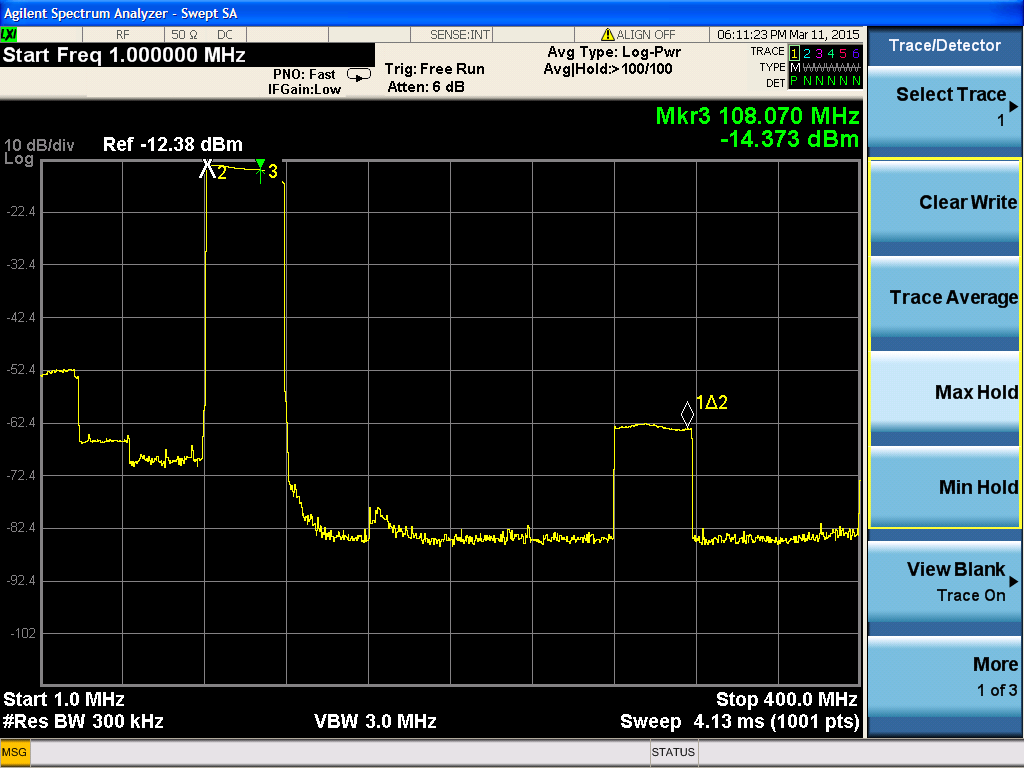 Agilent Spectrum Analyzer - Swept SA
LXI RF 50 Ω DC SENSE:INT ALIGN OFF 06:11:23 PM Mar 11, 2015
Start Freq 1.000000 MHz
PNO: Fast
IFGain:Low
Trig: Free Run
Atten: 6 dB
Avg Type: Log-Pwr
Avg|Hold:>100/100
TRACE 1 2 3 4 5 6
TYPE M W W W W W
DET P N N N N N
Mkr3 108.070 MHz
-14.373 dBm
10 dB/div
Log
Ref -12.38 dBm
2
3
-22.4
-32.4
-42.4
-52.4
1Δ2
-62.4
-72.4
-82.4
-92.4
-102
Start 1.0 MHz
Stop 400.0 MHz
#Res BW 300 kHz
VBW 3.0 MHz
Sweep 4.13 ms (1001 pts)
MSG
STATUS
Trace/Detector
Select Trace
1
Clear Write
Trace Average
Max Hold
Min Hold
View Blank
Trace On
More
1 of 3